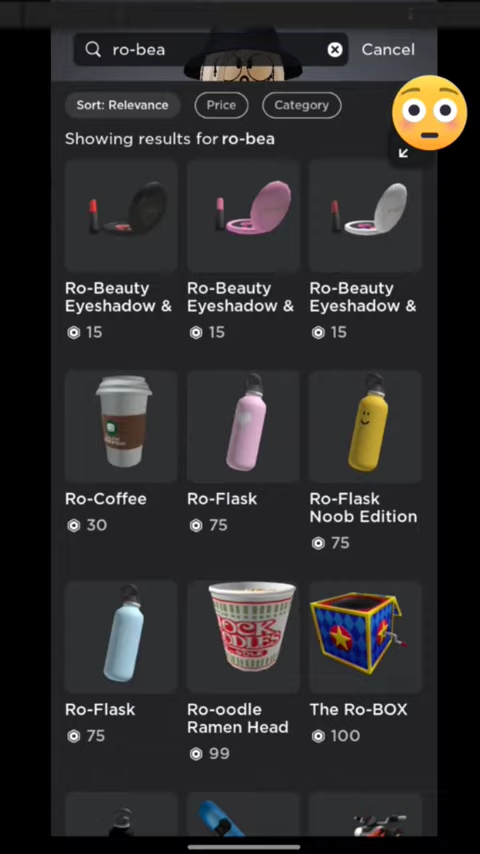 ro-bea
Cancel
Sort: Relevance
Price
Category
Showing results for ro-bea
Ro-Beauty
Eyeshadow &
15
Ro-Beauty
Eyeshadow &
15
Ro-Beauty
Eyeshadow &
15
Ro-Coffee
30
Ro-Flask
75
Ro-Flask
Noob Edition
75
OCK
OODLES
Ro-Flask
75
Ro-oodle
Ramen Head
99
The Ro-BOX
100